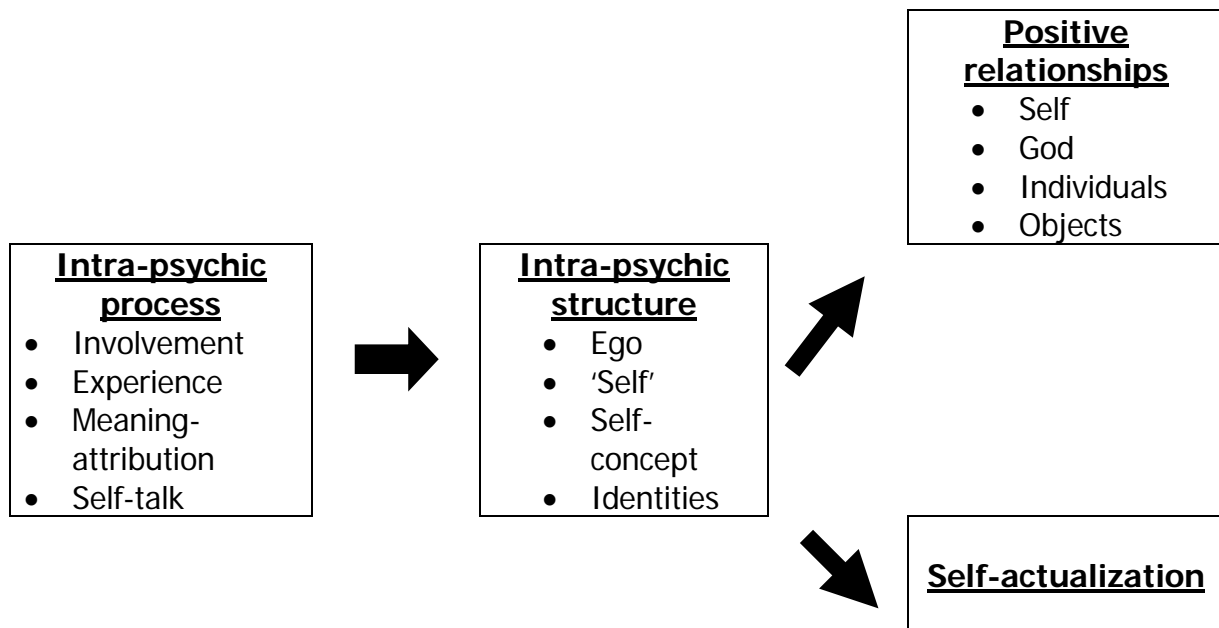 Intra-psychic
process
• Involvement
• Experience
• Meaning-
attribution
• Self-talk
Intra-psychic
structure
• Ego
• ‘Self’
• Self-
concept
• Identities
Positive
relationships
• Self
• God
• Individuals
• Objects
Self-actualization